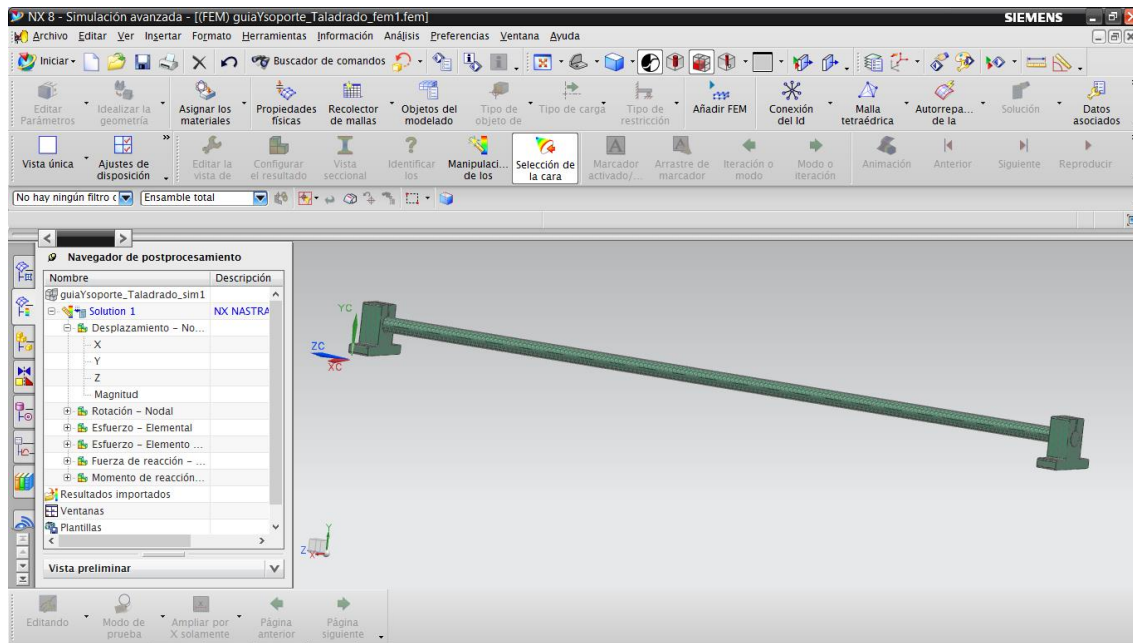 NX 8 - Simulación avanzada - [(FEM) guiaYsoporte_Taladrado_fem1.fem] SIEMENS
Archivo Editar Ver Insertar Formato Herramientas Información Análisis Preferencias Ventana Ayuda
Iniciar Buscador de comandos
Editar Parámetros
Idealizar la geometría
Asignar los materiales
Propiedades físicas
Recolector de mallas
Objetos del modelado
Tipo de objeto de
Tipo de carga
Tipo de restricción
Añadir FEM
Conexión del Id
Malla tetraédrica
Autorrepa... de la
Solución
Datos asociados
Vista única
Ajustes de disposición
»
Editar la vista de
Configurar el resultado
Vista seccional
Identificar los
Manipulaci... de los
Selección de la cara
Marcador activado/...
Arrastre de marcador
Iteración o modo
Modo o iteración
Animación
Anterior
Siguiente
Reproducir
No hay ningún filtro c Ensamble total
Navegador de postprocesamiento
Nombre Descripción
guiaYsoporte_Taladrado_sim1
Solution 1 NX NASTRA
Desplazamiento - No...
X
Y
Z
Magnitud
Rotación - Nodal
Esfuerzo - Elemental
Esfuerzo - Elemento ...
Fuerza de reacción - ...
Momento de reacción...
Resultados importados
Ventanas
Plantillas
Vista preliminar
YC
ZC
XC
Y
Z
X
Editando
Modo de prueba
Ampliar por X solamente
Página anterior
Página siguiente